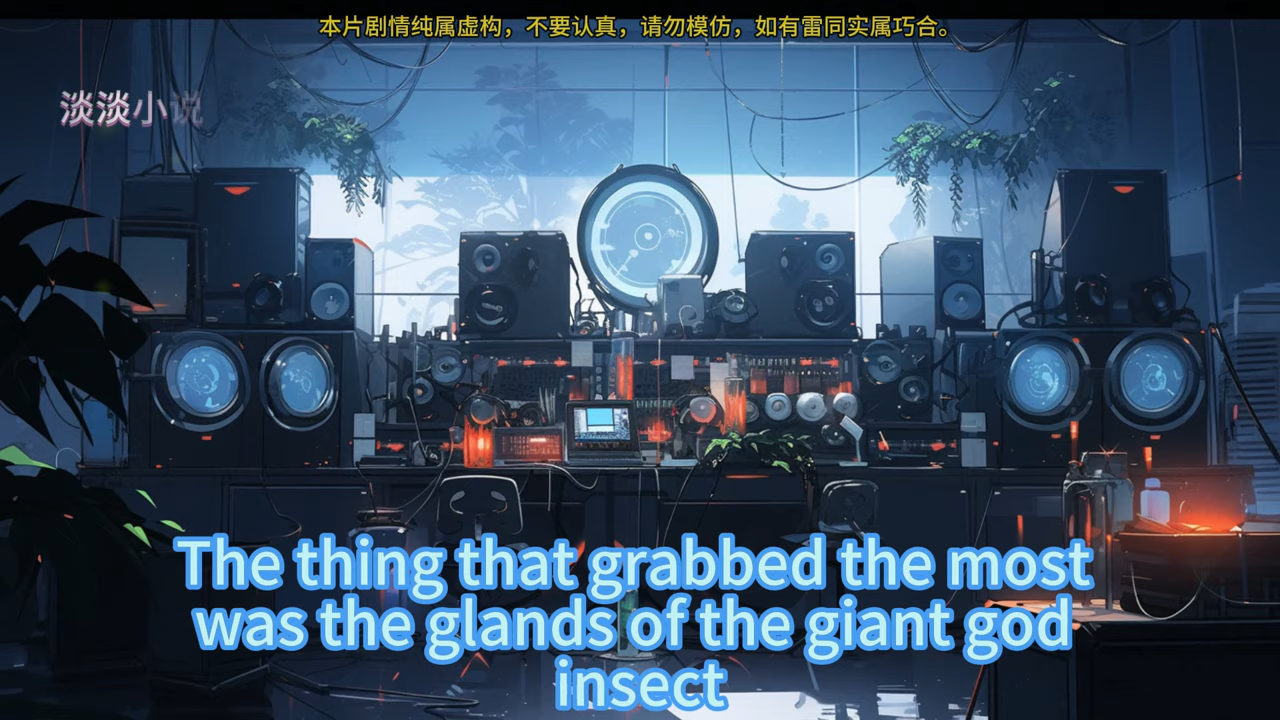 本片剧情纯属虚构，不要认真，请勿模仿，如有雷同实属巧合。
淡淡小说
The thing that grabbed the most
was the glands of the giant god
insect